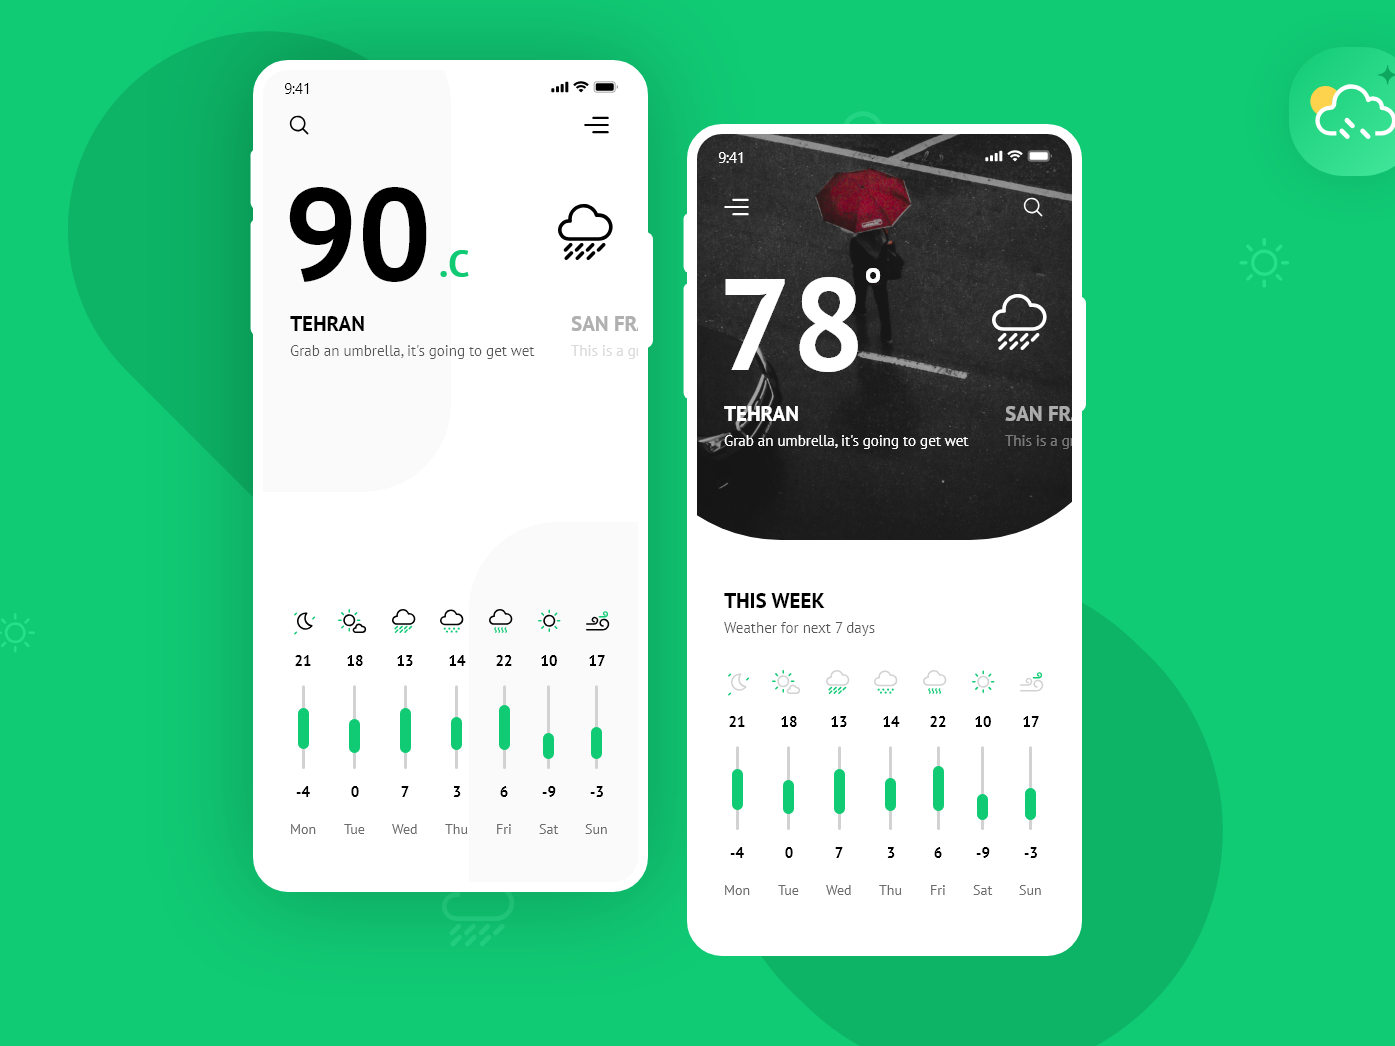 9:41
90 .C
TEHRAN
SAN FRA
Grab an umbrella, it's going to get wet
This is a gr
21 18 13 14 22 10 17
-4 0 7 3 6 -9 -3
Mon Tue Wed Thu Fri Sat Sun
9:41
78°
TEHRAN
SAN FRA
Grab an umbrella, it's going to get wet
This is a gr
THIS WEEK
Weather for next 7 days
21 18 13 14 22 10 17
-4 0 7 3 6 -9 -3
Mon Tue Wed Thu Fri Sat Sun